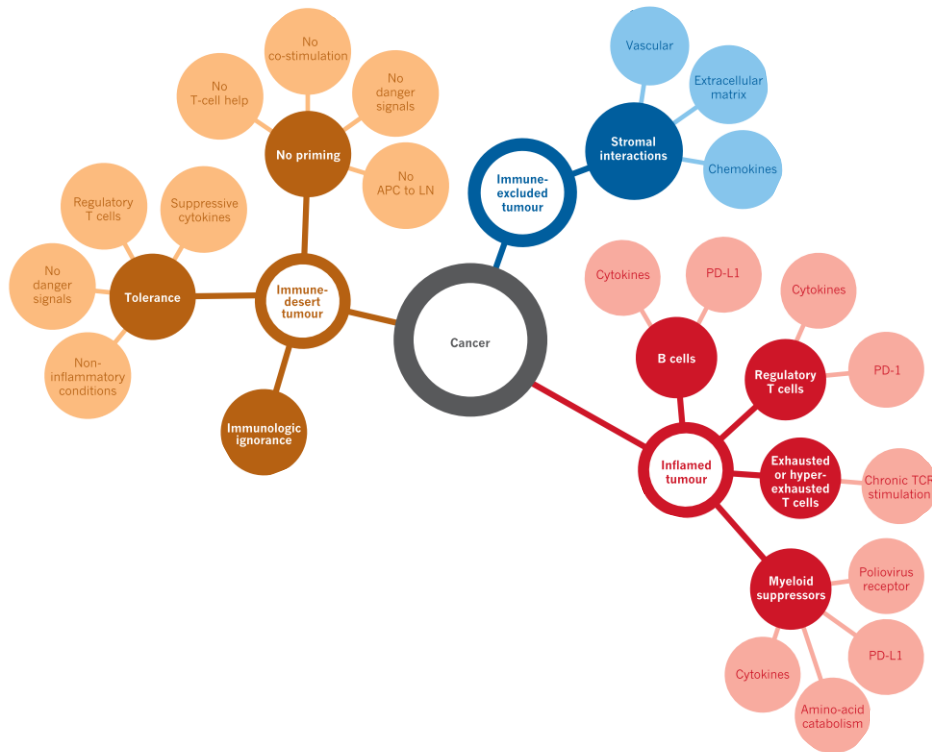 No
co-stimulation
No
T-cell help
No
danger
signals
No priming
No
APC to LN
Regulatory
T cells
Suppressive
cytokines
No
danger
signals
Tolerance
Non-
inflammatory
conditions
Immune-
desert
tumour
Immunologic
ignorance
Cancer
Vascular
Extracellular
matrix
Stromal
interactions
Chemokines
Immune-
excluded
tumour
Cytokines
PD-L1
B cells
Cytokines
Regulatory
T cells
PD-1
Inflamed
tumour
Exhausted
or hyper-
exhausted
T cells
Chronic TCR
stimulation
Myeloid
suppressors
Poliovirus
receptor
PD-L1
Cytokines
Amino-acid
catabolism